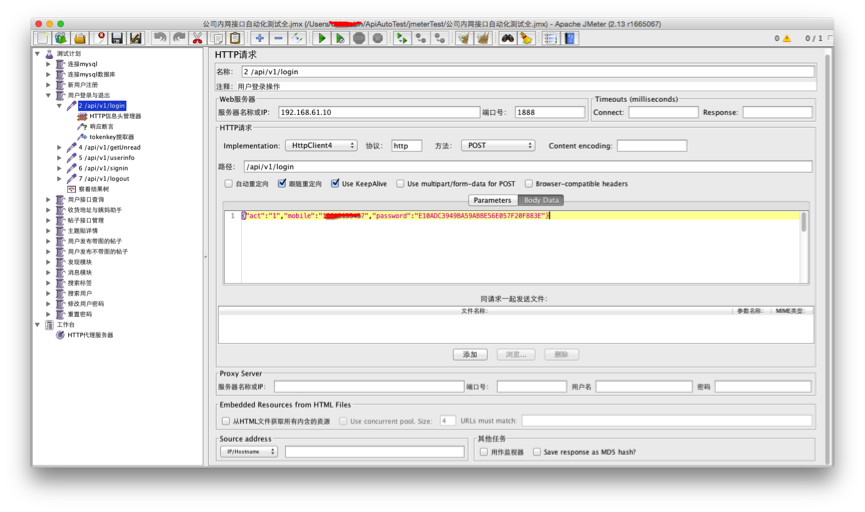 公司内网接口自动化测试全.jmx (/Users/ /ApiAutoTest/jmeterTest/公司内网接口自动化测试全.jmx) - Apache JMeter (2.13 r1665067)
0
0 / 1
测试计划
连接mysql
连接mysql数据库
新用户注册
用户登录与退出
2 /api/v1/login
HTTP信息头管理器
响应断言
tokenkey提取器
4 /api/v1/getUnread
5 /api/v1/userinfo
6 /api/v1/signin
7 /api/v1/logout
察看结果树
用户接口查询
收货地址与姨妈助手
帖子接口管理
主题贴详情
用户发布带图的帖子
用户发布不带图的帖子
发现模块
消息模块
搜索标签
搜索用户
修改用户密码
重置密码
工作台
HTTP代理服务器
HTTP请求
名称: 2 /api/v1/login
注释: 用户登录操作
Web服务器
服务器名称或IP: 192.168.61.10 端口号: 1888
Timeouts (milliseconds)
Connect: Response:
HTTP请求
Implementation: HttpClient4 协议: http 方法: POST Content encoding:
路径: /api/v1/login
自动重定向 跟随重定向 Use KeepAlive Use multipart/form-data for POST Browser-compatible headers
Parameters Body Data
1 {"act":"1","mobile":"1 7","password":"E10ADC3949BA59ABBE56E057F20F883E"}
同请求一起发送文件:
文件名称: 参数名称: MIME类型:
添加 浏览... 删除
Proxy Server
服务器名称或IP: 端口号: 用户名 密码
Embedded Resources from HTML Files
从HTML文件获取所有内含的资源 Use concurrent pool. Size: 4 URLs must match:
Source address
IP/Hostname
其他任务
用作监视器 Save response as MD5 hash?